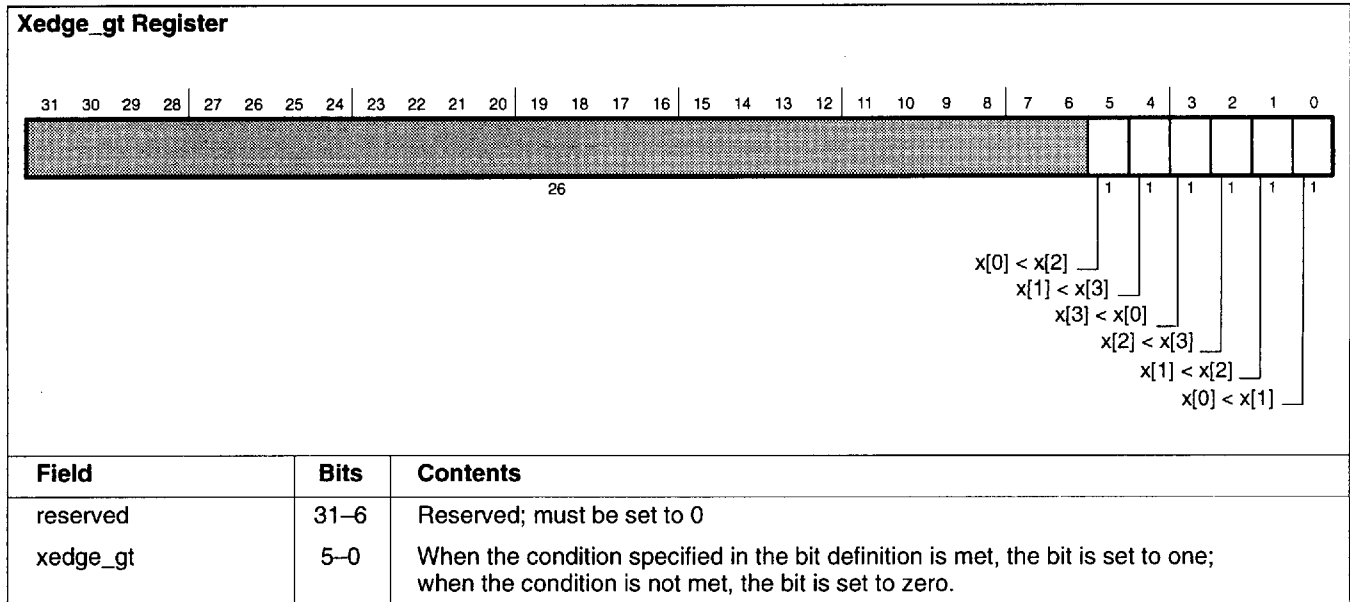 Xedge_gt Register
31 30 29 28 27 26 25 24 23 22 21 20 19 18 17 16 15 14 13 12 11 10 9 8 7 6 5 4 3 2 1 0
26 1 1 1 1 1 1
x[0] < x[2]
x[1] < x[3]
x[3] < x[0]
x[2] < x[3]
x[1] < x[2]
x[0] < x[1]
Field Bits Contents
reserved 31–6 Reserved; must be set to 0
xedge_gt 5–0 When the condition specified in the bit definition is met, the bit is set to one;
when the condition is not met, the bit is set to zero.